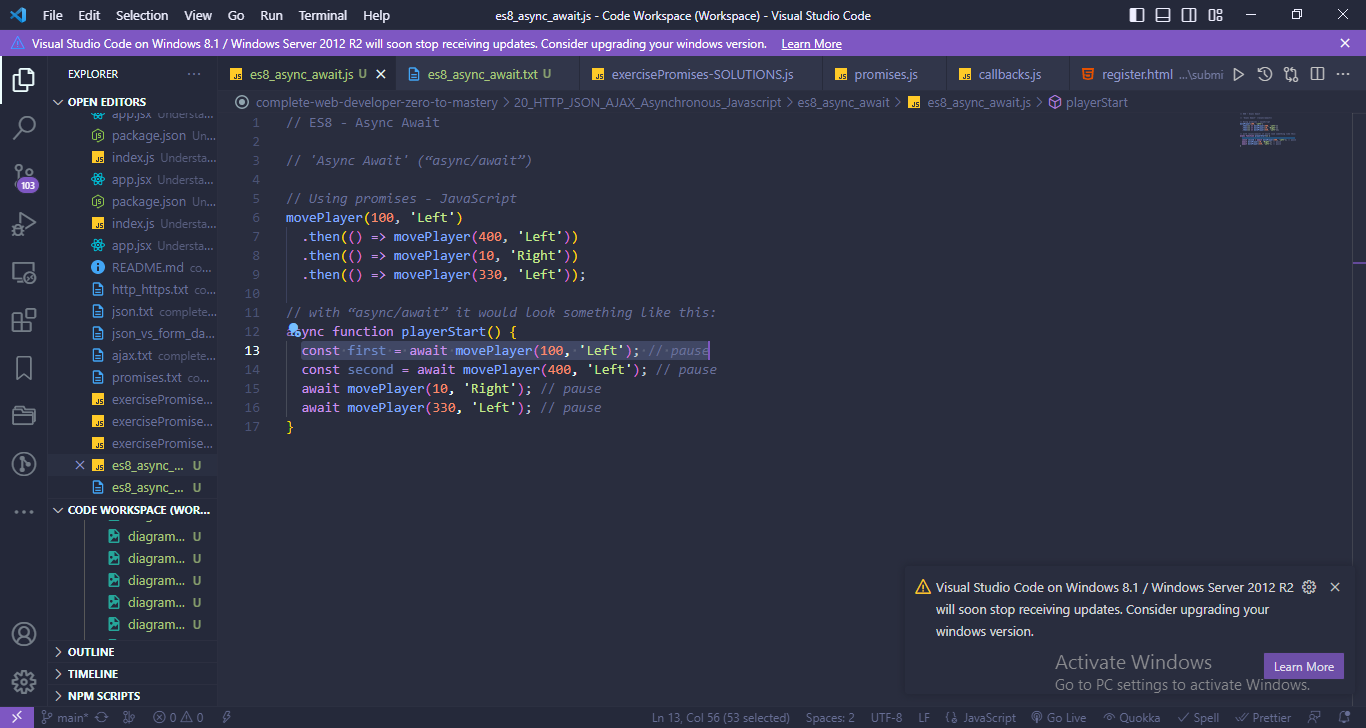 File Edit Selection View Go Run Terminal Help
es8_async_await.js - Code Workspace (Workspace) - Visual Studio Code
Visual Studio Code on Windows 8.1 / Windows Server 2012 R2 will soon stop receiving updates. Consider upgrading your windows version. Learn More
EXPLORER
OPEN EDITORS
app.jsx Understa...
package.json Un...
index.js Understa...
app.jsx Understa...
package.json Un...
index.js Understa...
app.jsx Understa...
README.md co...
http_https.txt co...
json.txt complete...
json_vs_form_da...
ajax.txt complete...
promises.txt co...
exercisePromise...
exercisePromise...
exercisePromise...
es8_async_... U
es8_async_... U
CODE WORKSPACE (WOR...
diagram... U
diagram... U
diagram... U
diagram... U
diagram... U
OUTLINE
TIMELINE
NPM SCRIPTS
103
es8_async_await.js U
es8_async_await.txt U
exercisePromises-SOLUTIONS.js
promises.js
callbacks.js
register.html ...\submi
complete-web-developer-zero-to-mastery > 20_HTTP_JSON_AJAX_Asynchronous_Javascript > es8_async_await > es8_async_await.js > playerStart
1 // ES8 - Async Await
2
3 // 'Async Await' (“async/await”)
4
5 // Using promises - JavaScript
6 movePlayer(100, 'Left')
7 .then(() => movePlayer(400, 'Left'))
8 .then(() => movePlayer(10, 'Right'))
9 .then(() => movePlayer(330, 'Left'));
10
11 // with “async/await” it would look something like this:
12 async function playerStart() {
13 const first = await movePlayer(100, 'Left'); // pause
14 const second = await movePlayer(400, 'Left'); // pause
15 await movePlayer(10, 'Right'); // pause
16 await movePlayer(330, 'Left'); // pause
17 }
Visual Studio Code on Windows 8.1 / Windows Server 2012 R2
will soon stop receiving updates. Consider upgrading your
windows version.
Learn More
Activate Windows
Go to PC settings to activate Windows.
main* 0 0 Ln 13, Col 56 (53 selected) Spaces: 2 UTF-8 LF JavaScript Go Live Quokka Spell Prettier